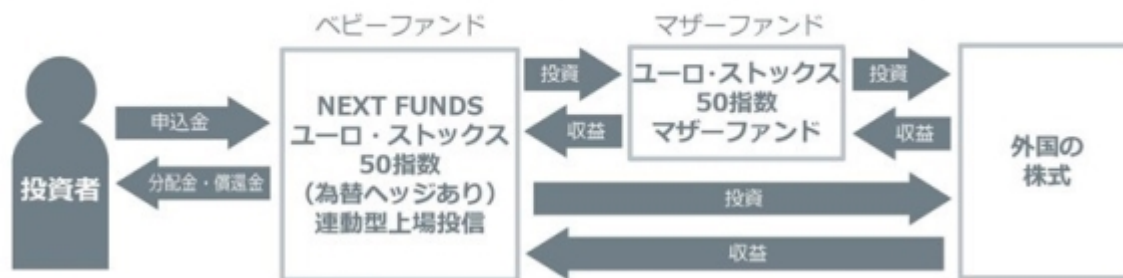 ベビーファンド
マザーファンド
投資者
申込金
分配金・償還金
NEXT FUNDS
ユーロ・ストックス
50指数
（為替ヘッジあり）
連動型上場投信
投資
収益
ユーロ・ストックス
50指数
マザーファンド
投資
収益
投資
収益
外国の
株式